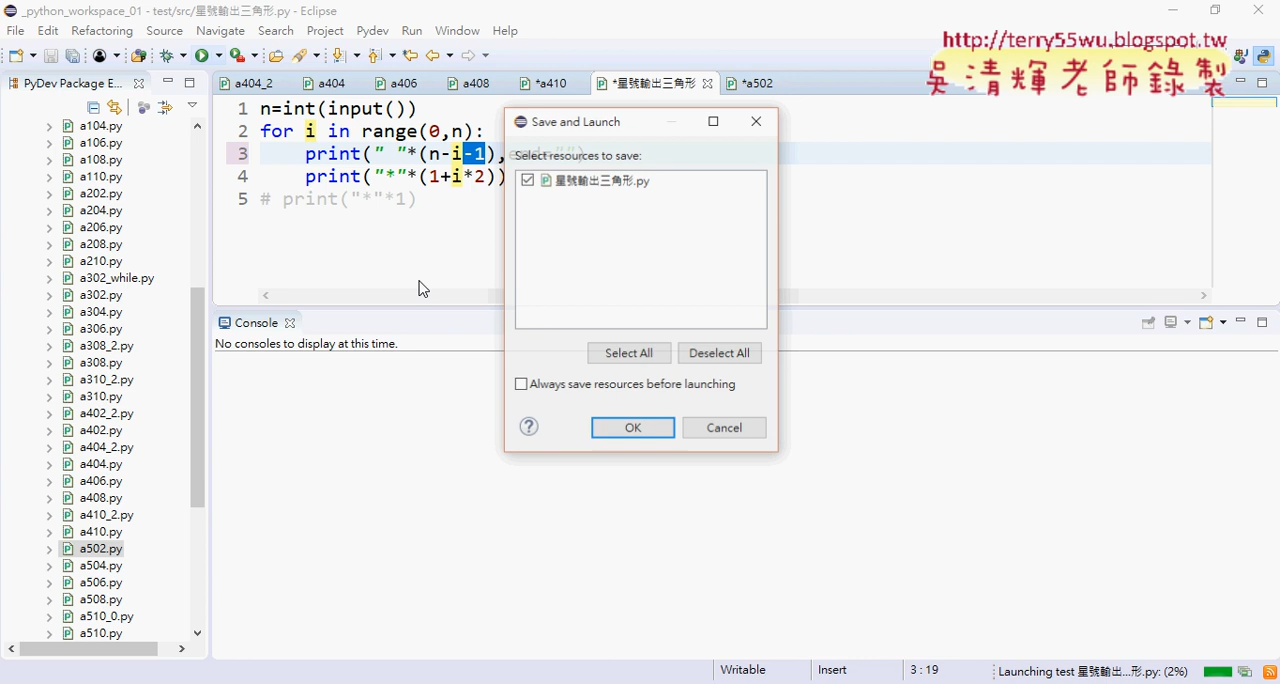 _python_workspace_01 - test/src/星號輸出三角形.py - Eclipse
File Edit Refactoring Source Navigate Search Project Pydev Run Window Help
http://terry55wu.blogspot.tw
吳清輝老師錄製
PyDev Package E...
a404_2 a404 a406 a408 *a410 *星號輸出三角形 *a502
1 n=int(input())
2 for i in range(0,n):
3 print(" "*(n-i-1),end="")
4 print("*"*(1+i*2))
5 # print("*"*1)
a104.py
a106.py
a108.py
a110.py
a202.py
a204.py
a206.py
a208.py
a210.py
a302_while.py
a302.py
a304.py
a306.py
a308_2.py
a308.py
a310_2.py
a310.py
a402_2.py
a402.py
a404_2.py
a404.py
a406.py
a408.py
a410_2.py
a410.py
a502.py
a504.py
a506.py
a508.py
a510_0.py
a510.py
Save and Launch
Select resources to save:
星號輸出三角形.py
Select All Deselect All
Always save resources before launching
OK Cancel
Console
No consoles to display at this time.
Writable Insert 3 : 19 Launching test 星號輸出...形.py: (2%)